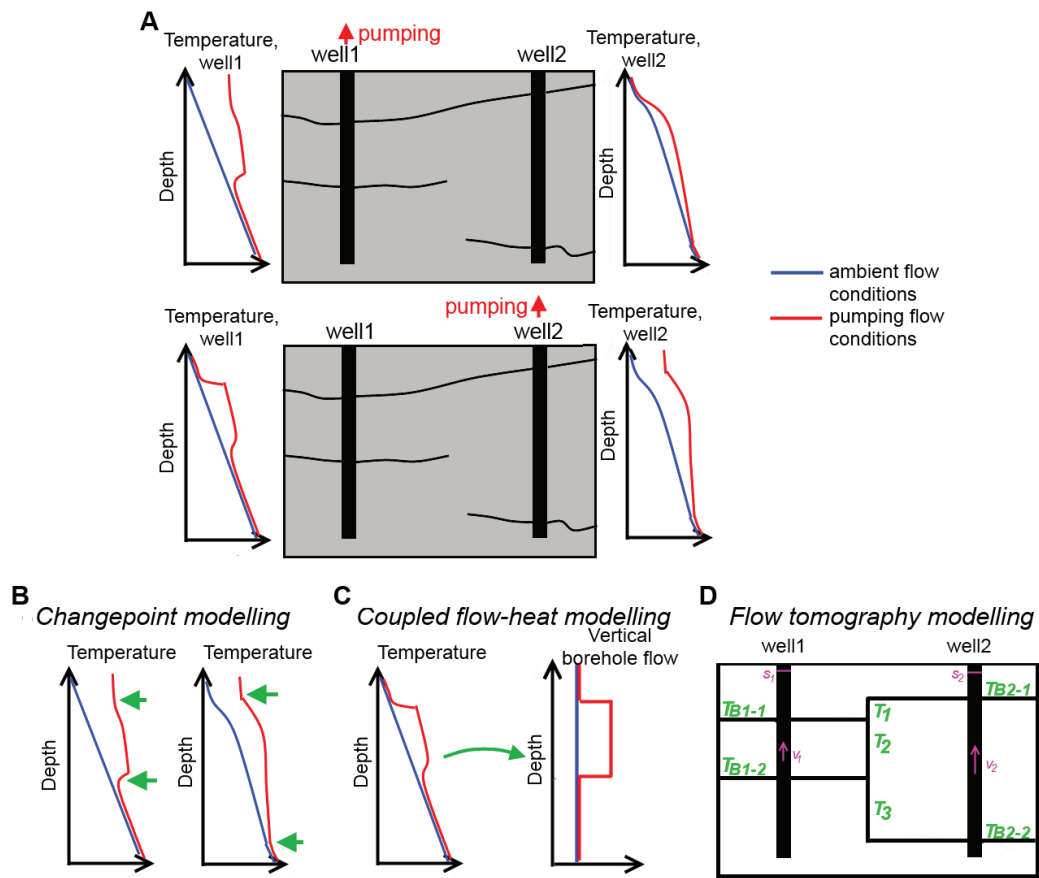 A
pumping
Temperature,
well1
well1
well2
Temperature,
well2
Depth
Depth
ambient flow
conditions
pumping flow
conditions
pumping
Temperature,
well1
well1
well2
Temperature,
well2
Depth
Depth
B
Changepoint modelling
Temperature
Temperature
Depth
C
Coupled flow-heat modelling
Temperature
Vertical
borehole flow
Depth
Depth
D
Flow tomography modelling
well1
well2
s1
s2
TB1-1
TB2-1
T1
T2
v1
v2
TB1-2
T3
TB2-2